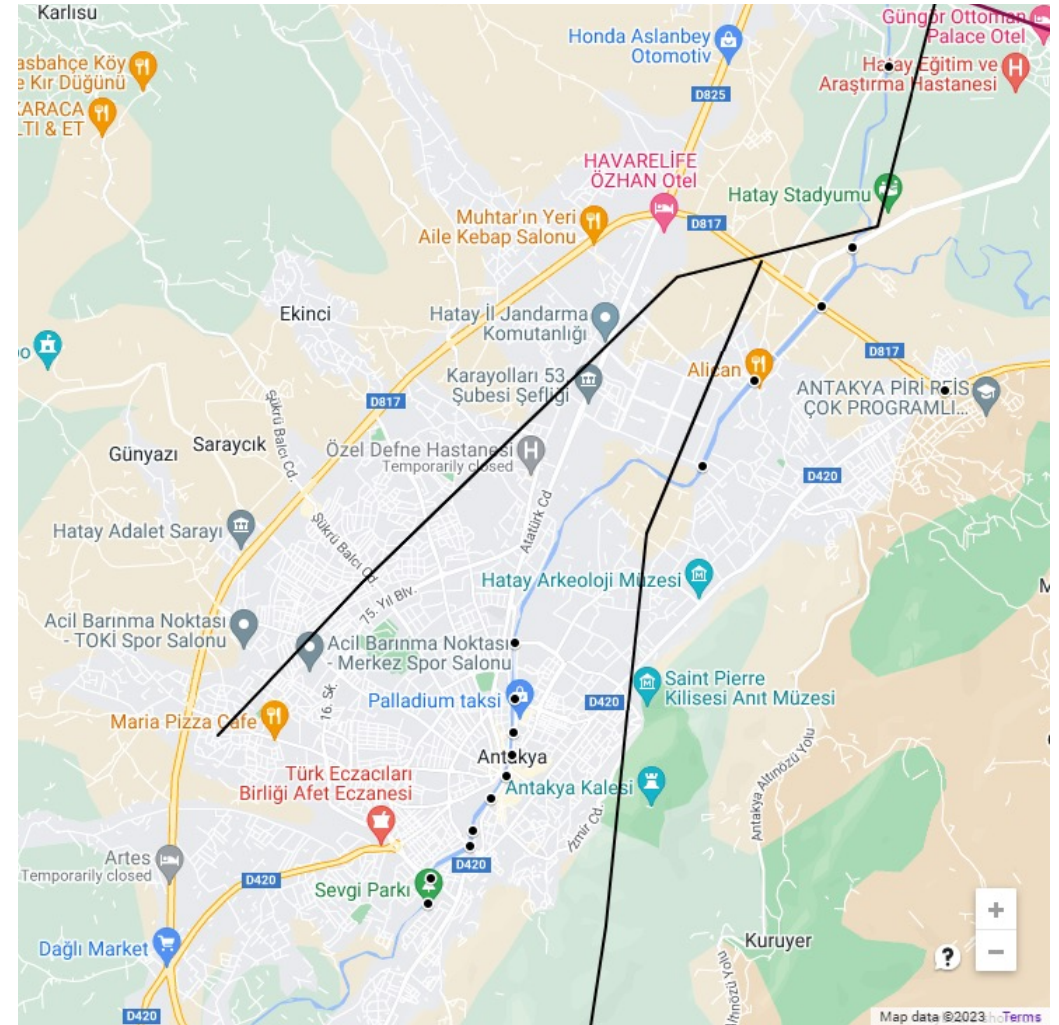 Karlısu
Güngör Ottoman
Palace Otel
Honda Aslanbey
Otomotiv
asbahçe Köy
e Kır Düğünü
Hatay Eğitim ve
Araştırma Hastanesi
KARACA
LTI & ET
D825
HAVARELİFE
ÖZHAN Otel
Hatay Stadyumu
Muhtar'ın Yeri
Aile Kebap Salonu
D817
Ekinci
Hatay İl Jandarma
Komutanlığı
D817
Alican
Karayolları 53
Şubesi Şefliği
ANTAKYA PİRİ REİS
ÇOK PROGRAMLI...
D817
Şükrü Balcı Cd.
Günyazı
Saraycık
Özel Defne Hastanesi
Temporarily closed
D420
Hatay Adalet Sarayı
Şükrü Balcı Cd.
Atatürk Cd
Hatay Arkeoloji Müzesi
75. Yıl Blv.
Acil Barınma Noktası
- TOKİ Spor Salonu
Acil Barınma Noktası
- Merkez Spor Salonu
Saint Pierre
Kilisesi Anıt Müzesi
16. Sk.
Palladium taksi
D420
Maria Pizza Cafe
Antakya
Antakya Altınözü Yolu
Türk Eczacıları
Birliği Afet Eczanesi
Antakya Kalesi
İzmir Cd.
Artes
Temporarily closed
D420
D420
Sevgi Parkı
Dağlı Market
Kuruyer
D420
+
?
−
Map data ©2023
Terms